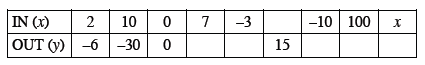 IN (x) 2 10 0 7 –3 –10 100 x
OUT (y) –6 –30 0 15